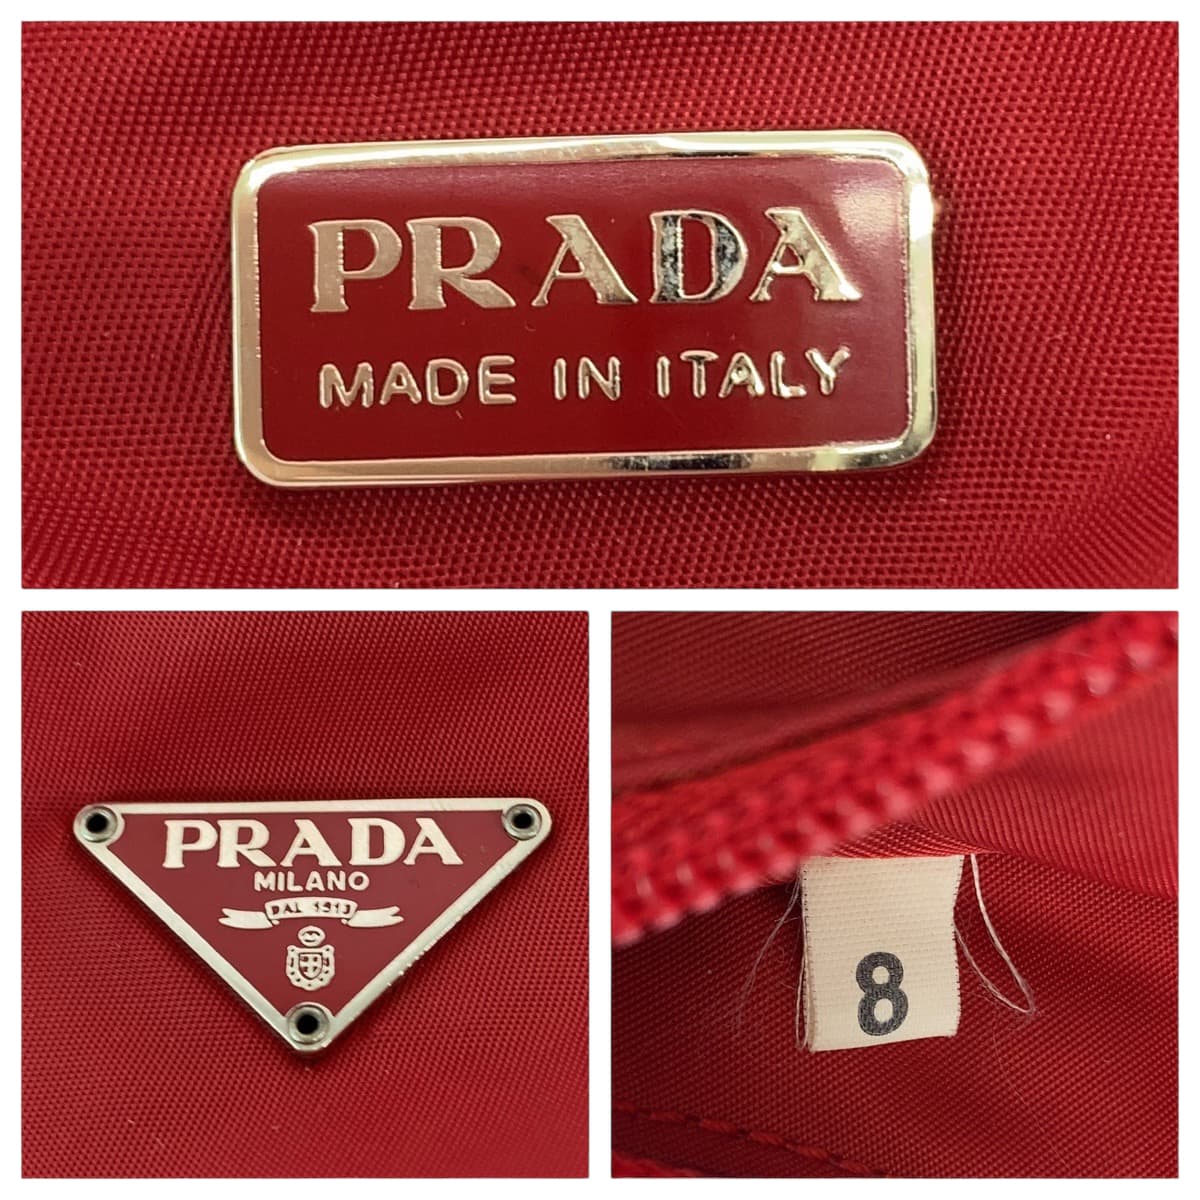 PRADA
MADE IN ITALY
PRADA
MILANO
DAL 1913
8